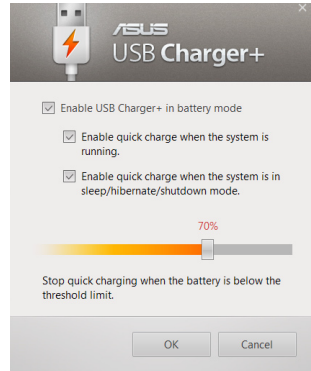 ASUS
USB Charger+
Enable USB Charger+ in battery mode
Enable quick charge when the system is
running.
Enable quick charge when the system is in
sleep/hibernate/shutdown mode.
70%
Stop quick charging when the battery is below the
threshold limit.
OK Cancel